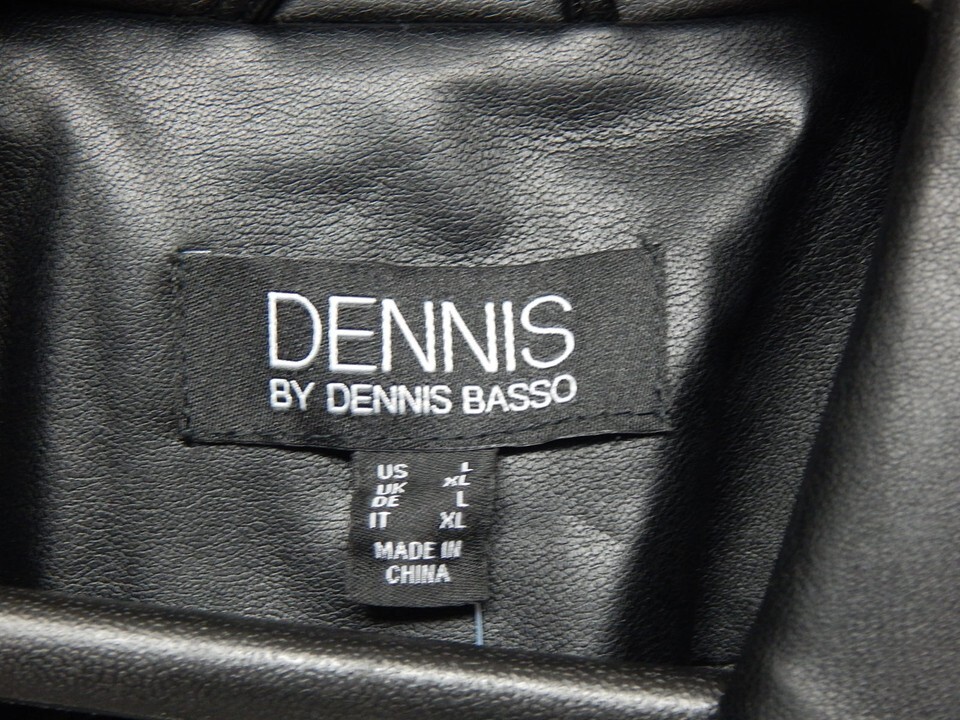 DENNIS
BY DENNIS BASSO
US L
UK XL
DE L
IT XL
MADE IN
CHINA